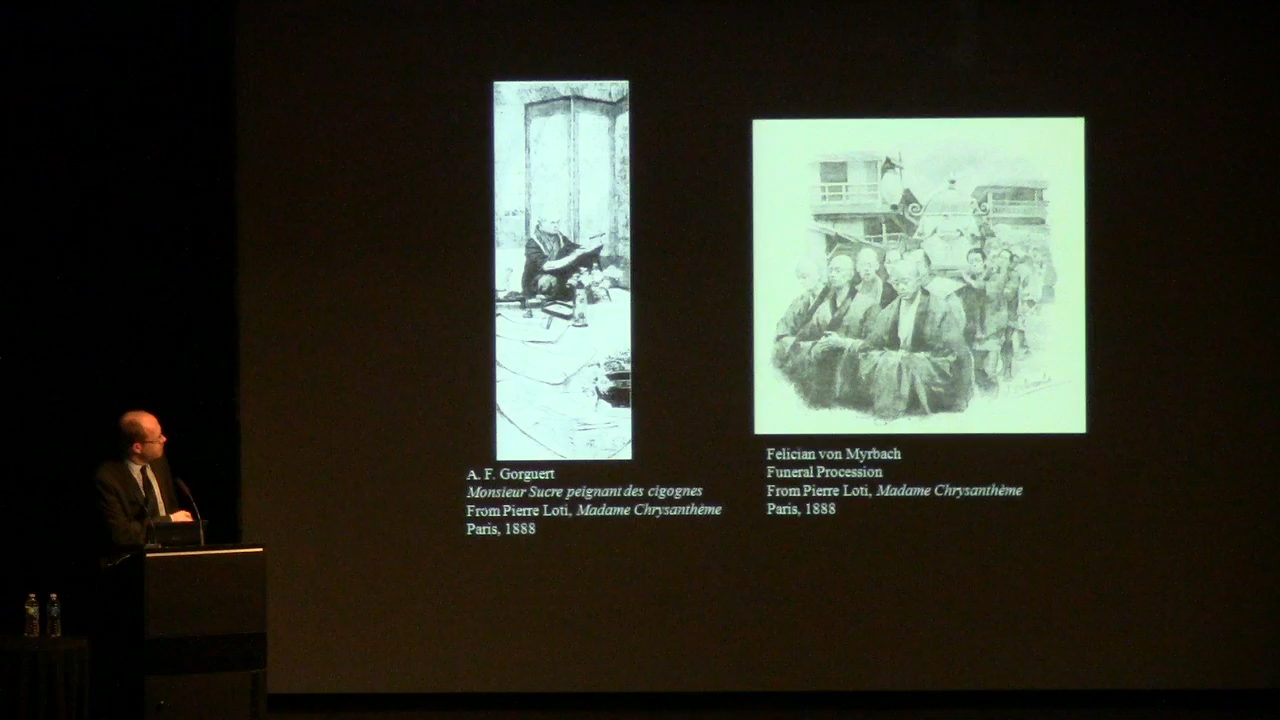 A. F. Gorguert
Monsieur Sucre peignant des cigognes
From Pierre Loti, Madame Chrysanthème
Paris, 1888
Felician von Myrbach
Funeral Procession
From Pierre Loti, Madame Chrysanthème
Paris, 1888